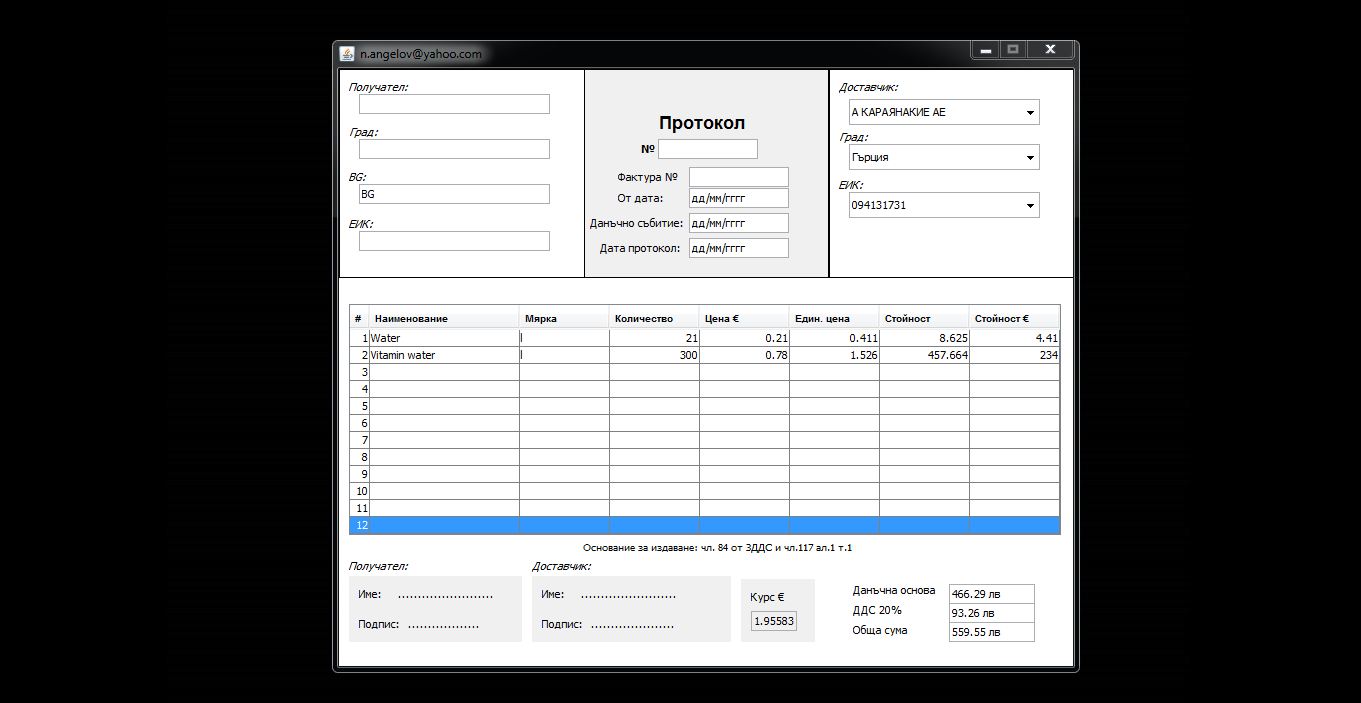 n.angelov@yahoo.com
Получател:
Град:
BG:
BG
ЕИК:
Протокол
№
Фактура №
От дата: дд/мм/гггг
Данъчно събитие: дд/мм/гггг
Дата протокол: дд/мм/гггг
Доставчик:
А КАРАЯНАКИЕ АЕ
Град:
Гърция
ЕИК:
094131731
# Наименование Мярка Количество Цена € Един. цена Стойност Стойност €
1 Water l 21 0.21 0.411 8.625 4.41
2 Vitamin water l 300 0.78 1.526 457.664 234
3
4
5
6
7
8
9
10
11
12
Основание за издаване: чл. 84 от ЗДДС и чл.117 ал.1 т.1
Получател:
Име: ........................
Подпис: ..................
Доставчик:
Име: ........................
Подпис: .....................
Курс €
1.95583
Данъчна основа 466.29 лв
ДДС 20% 93.26 лв
Обща сума 559.55 лв